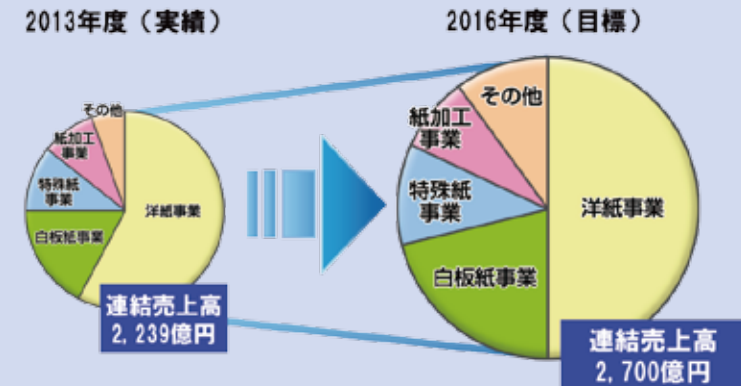 2013年度（実績）
その他
紙加工
事業
特殊紙
事業
白板紙事業
洋紙事業
連結売上高
2,239億円
2016年度（目標）
その他
紙加工
事業
特殊紙
事業
白板紙事業
洋紙事業
連結売上高
2,700億円